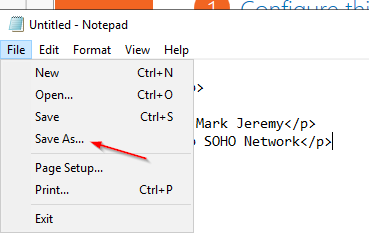 1 Configure thi
Untitled - Notepad
File Edit Format View Help
New Ctrl+N
Open... Ctrl+O
Save Ctrl+S
Save As...
Page Setup...
Print... Ctrl+P
Exit
p>
Mark Jeremy</p>
SOHO Network</p>